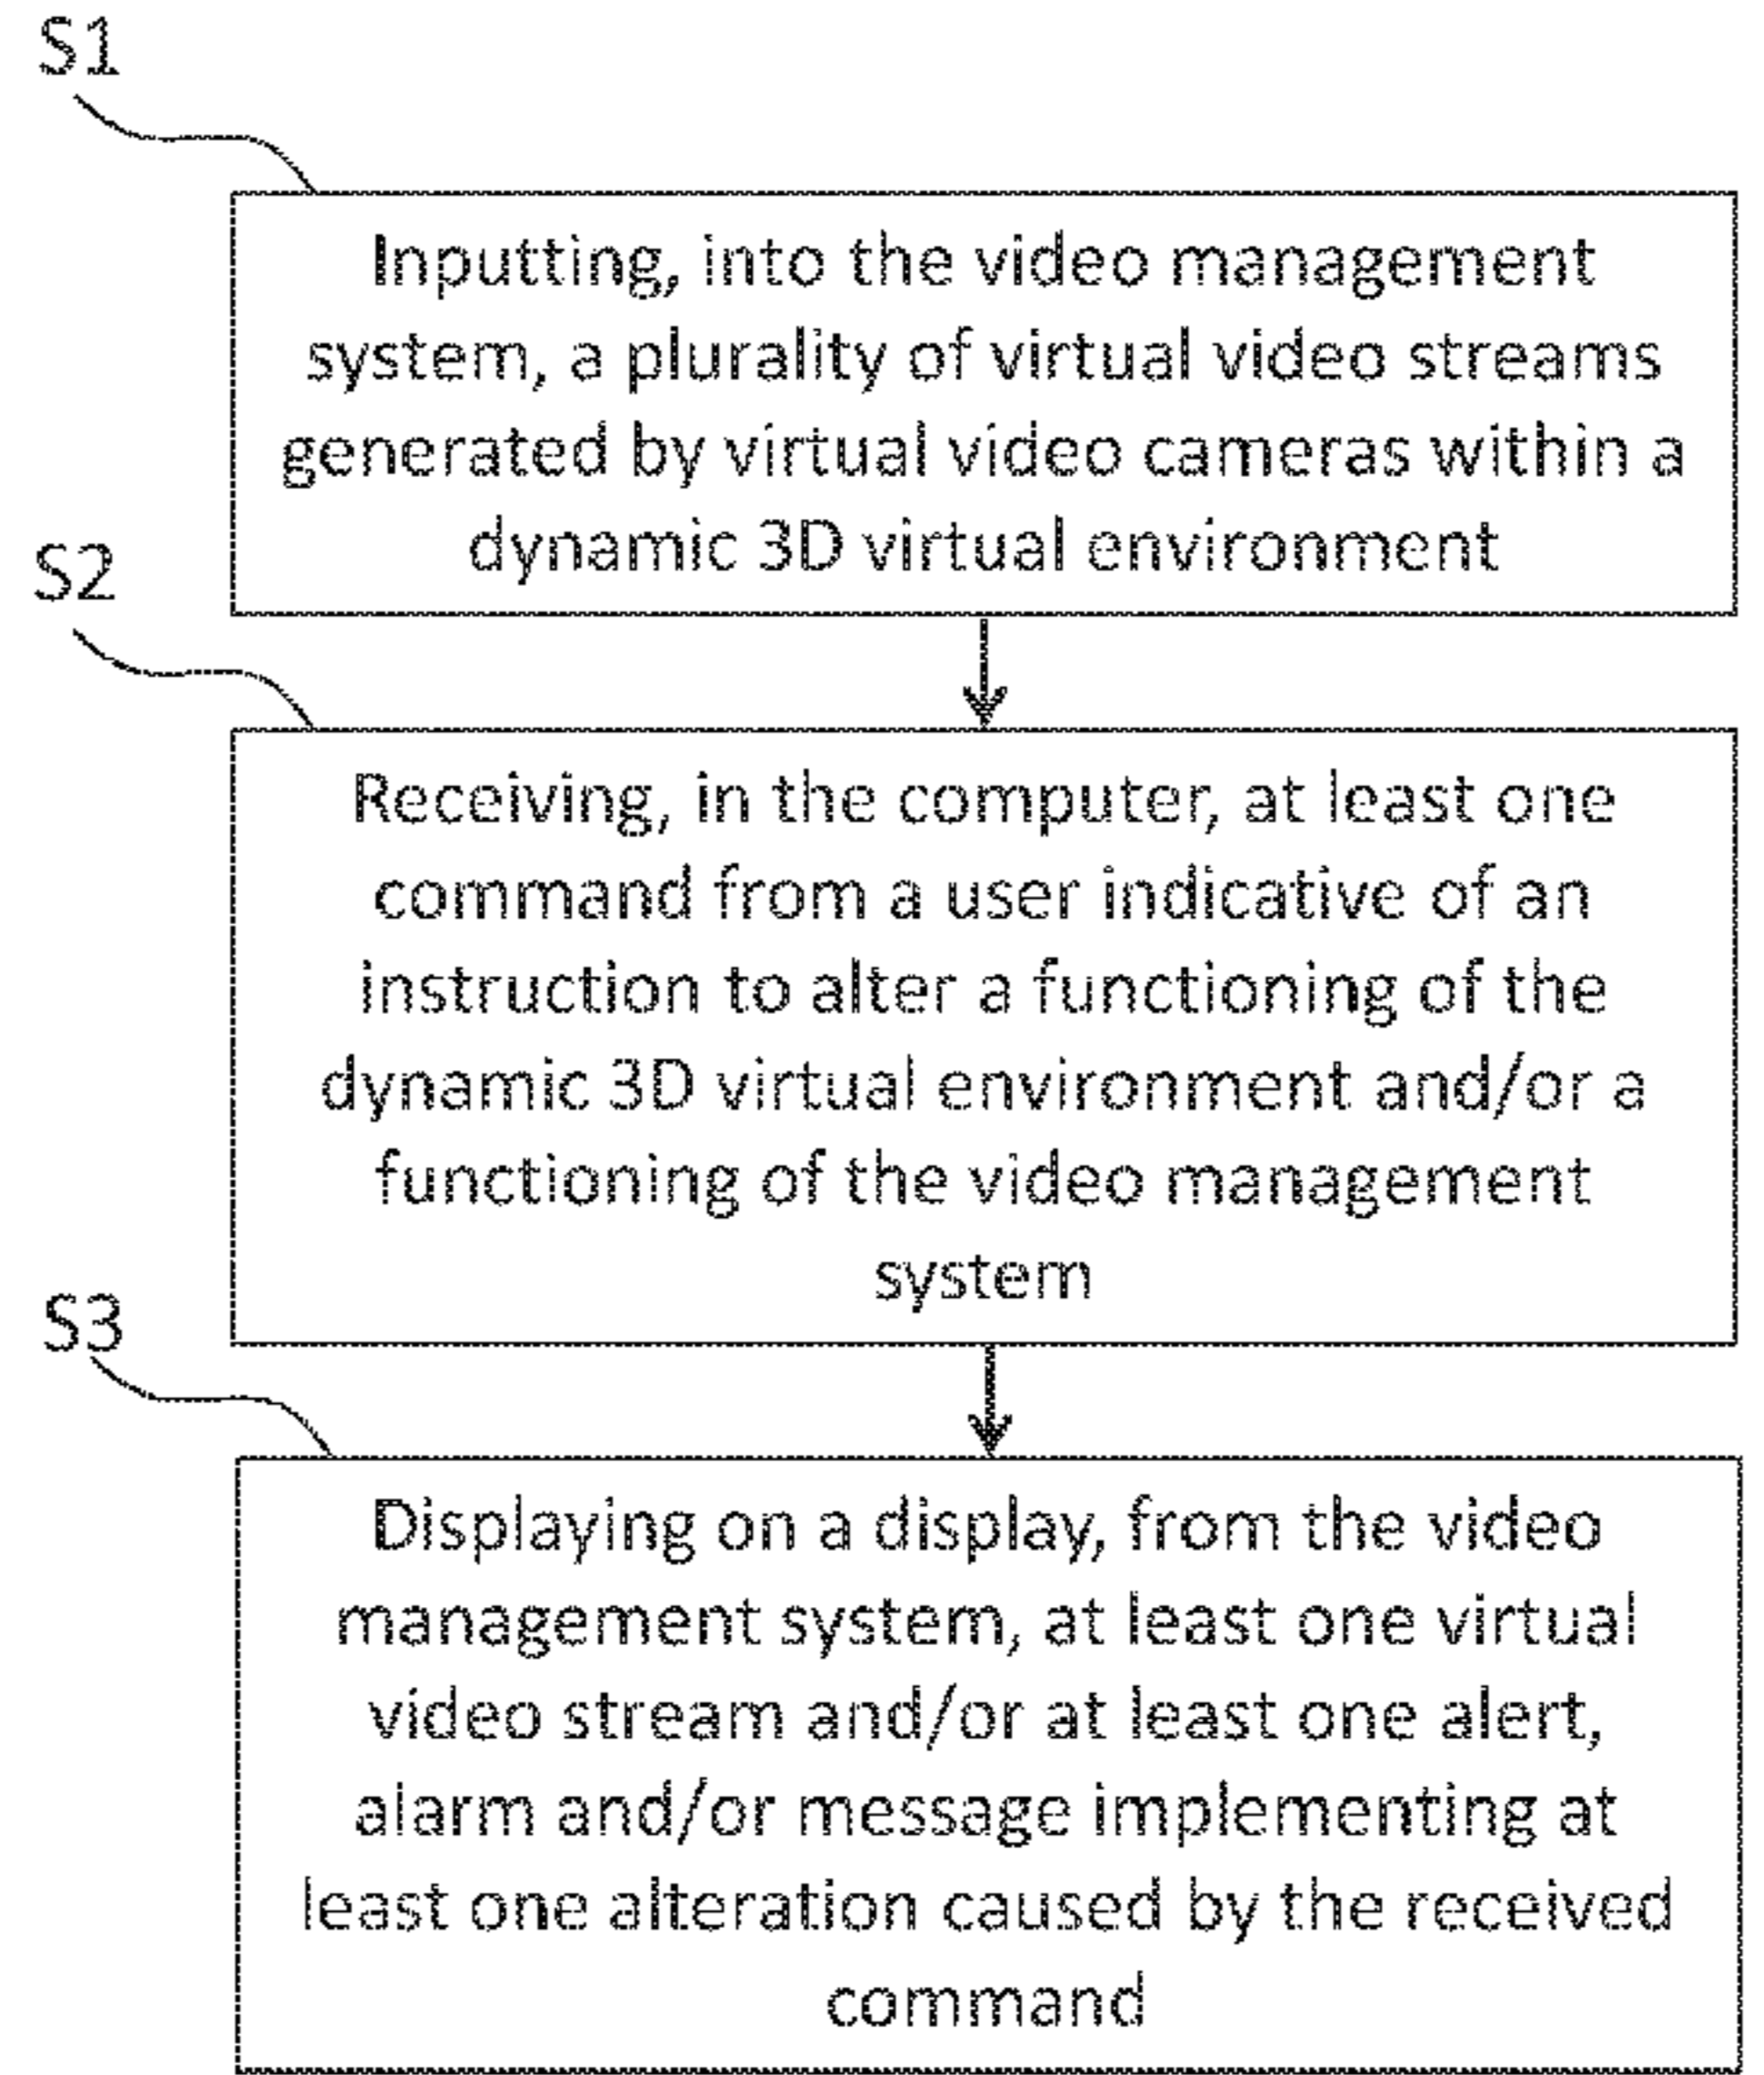 S1
Inputting, into the video management
system, a plurality of virtual video streams
generated by virtual video cameras within a
dynamic 3D virtual environment
S2
Receiving, in the computer, at least one
command from a user indicative of an
instruction to alter a functioning of the
dynamic 3D virtual environment and/or a
functioning of the video management
system
S3
Displaying on a display, from the video
management system, at least one virtual
video stream and/or at least one alert,
alarm and/or message implementing at
least one alteration caused by the received
command